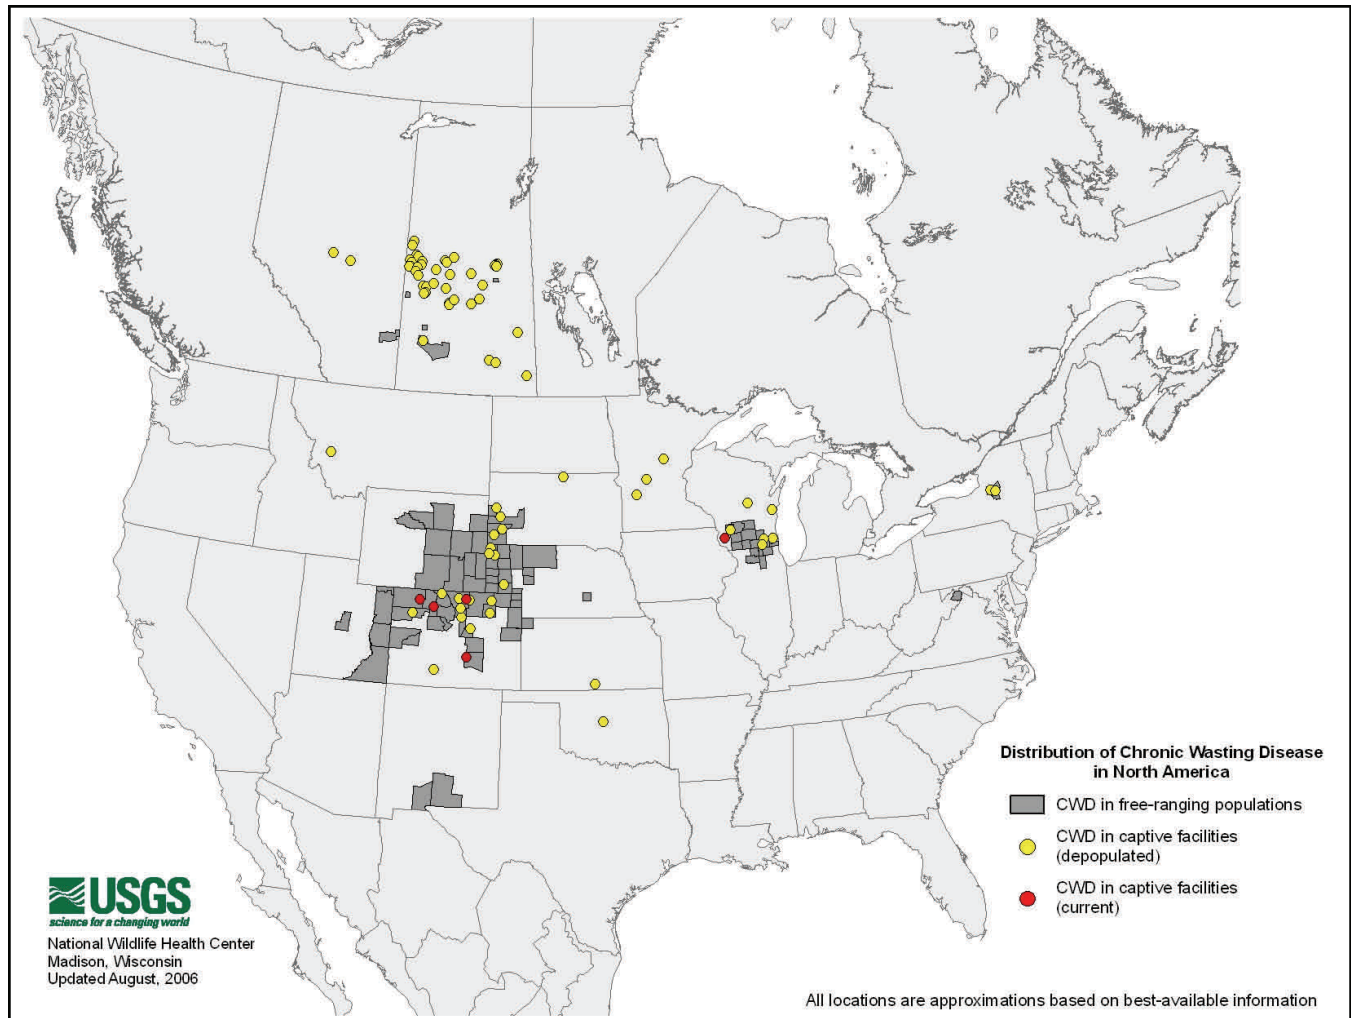 Distribution of Chronic Wasting Disease
in North America
CWD in free-ranging populations
CWD in captive facilities
(depopulated)
CWD in captive facilities
(current)
USGS
science for a changing world
National Wildlife Health Center
Madison, Wisconsin
Updated August, 2006
All locations are approximations based on best-available information